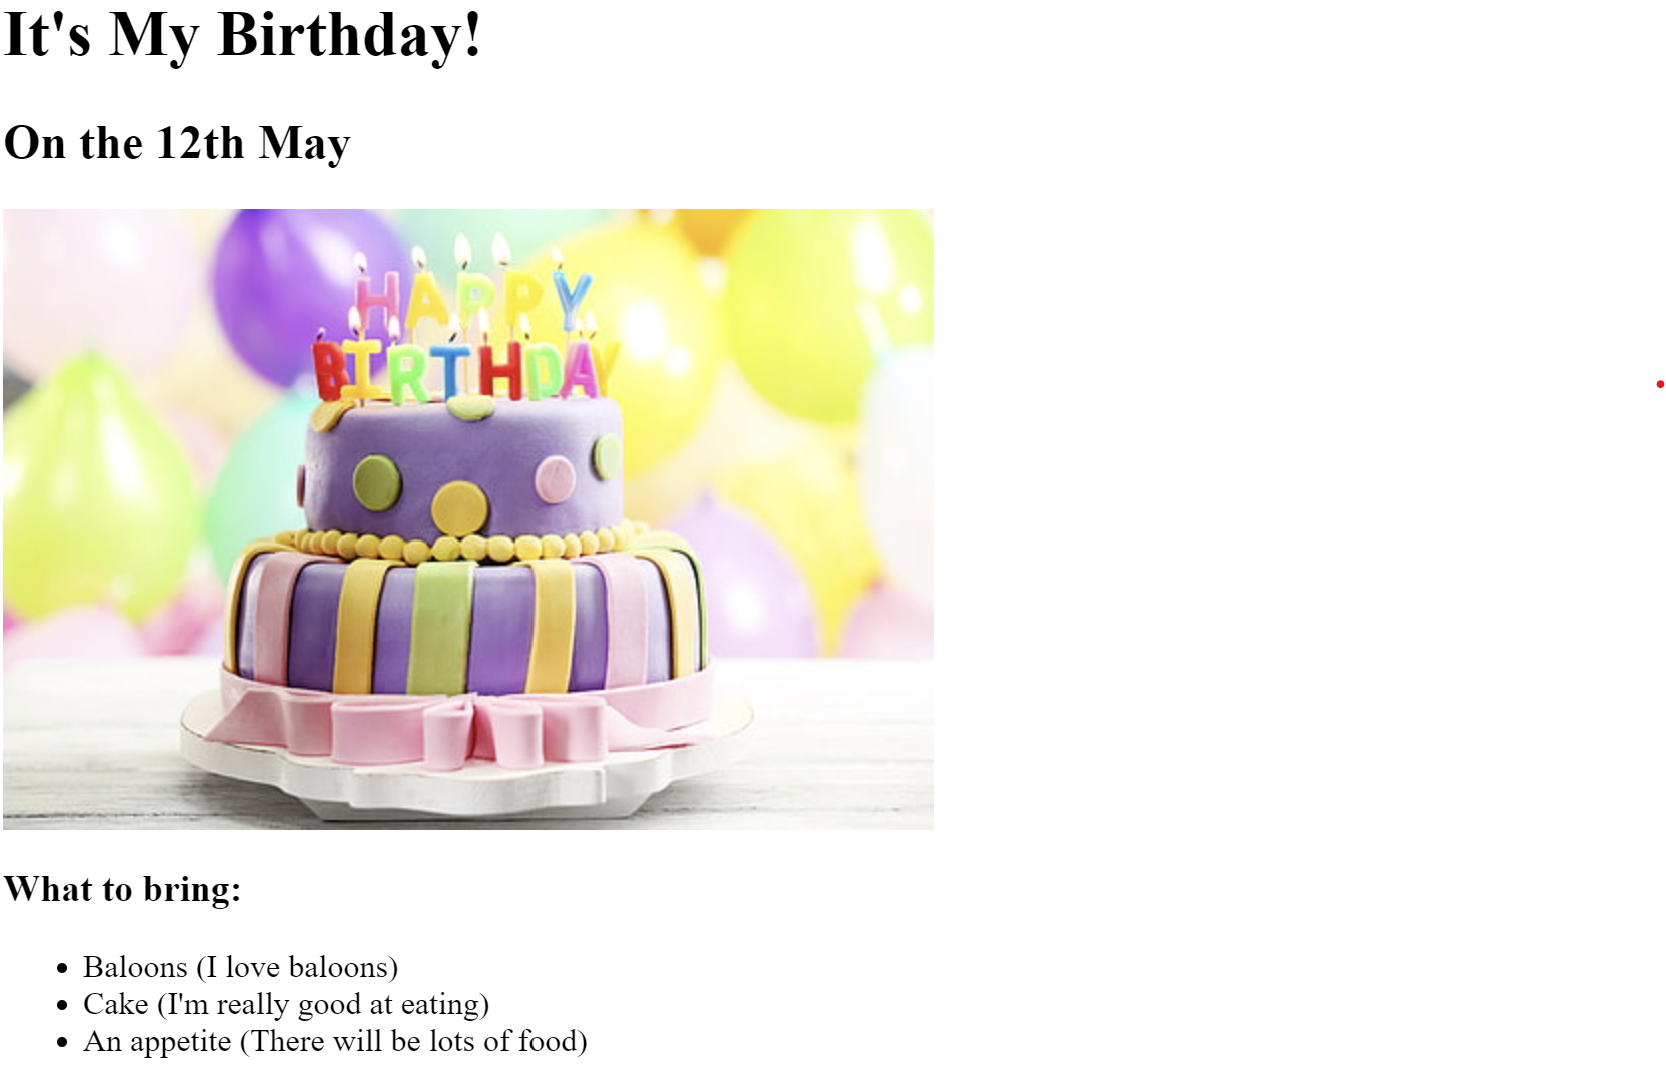 It's My Birthday!
On the 12th May
HAPPY
BIRTHDAY
What to bring:
Baloons (I love baloons)
Cake (I'm really good at eating)
An appetite (There will be lots of food)